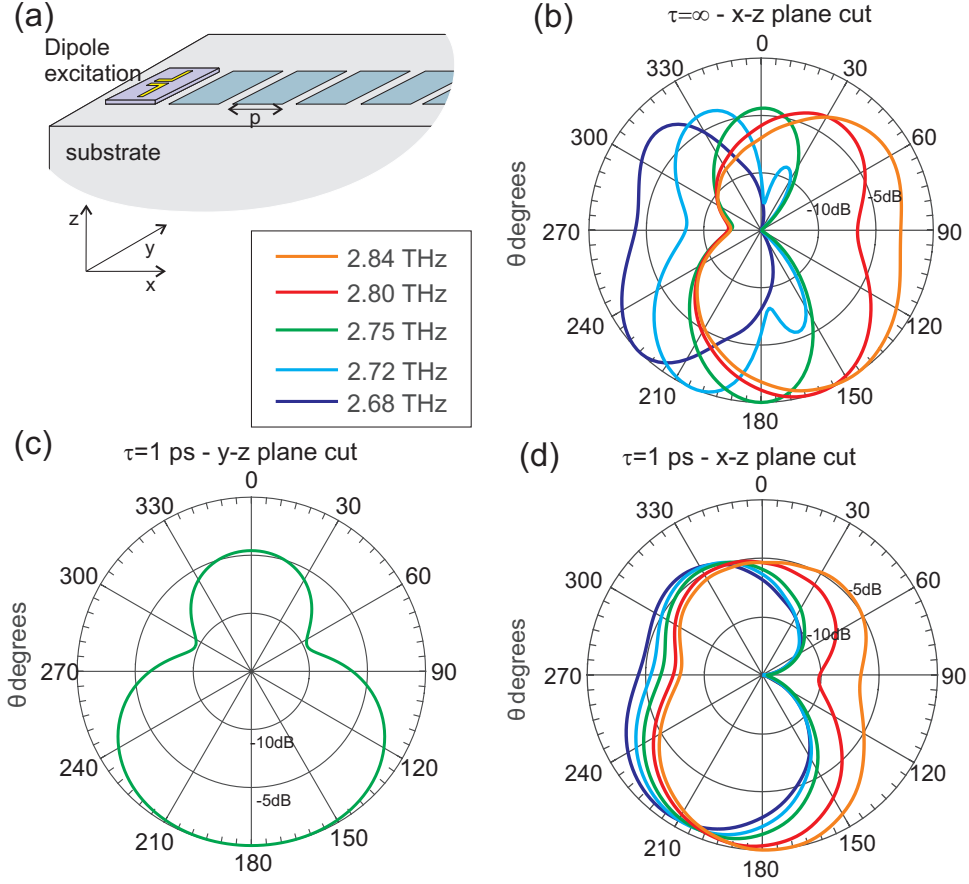 (a)
Dipole
excitation
p
substrate
z
y
x
2.84 THz
2.80 THz
2.75 THz
2.72 THz
2.68 THz
(b)
τ=∞ - x-z plane cut
0
30
60
90
120
150
180
210
240
270
300
330
-10dB
-5dB
θ degrees
(c)
τ=1 ps - y-z plane cut
0
30
60
90
120
150
180
210
240
270
300
330
-10dB
-5dB
θ degrees
(d)
τ=1 ps - x-z plane cut
0
30
60
90
120
150
180
210
240
270
300
330
-5dB
-10dB
θ degrees